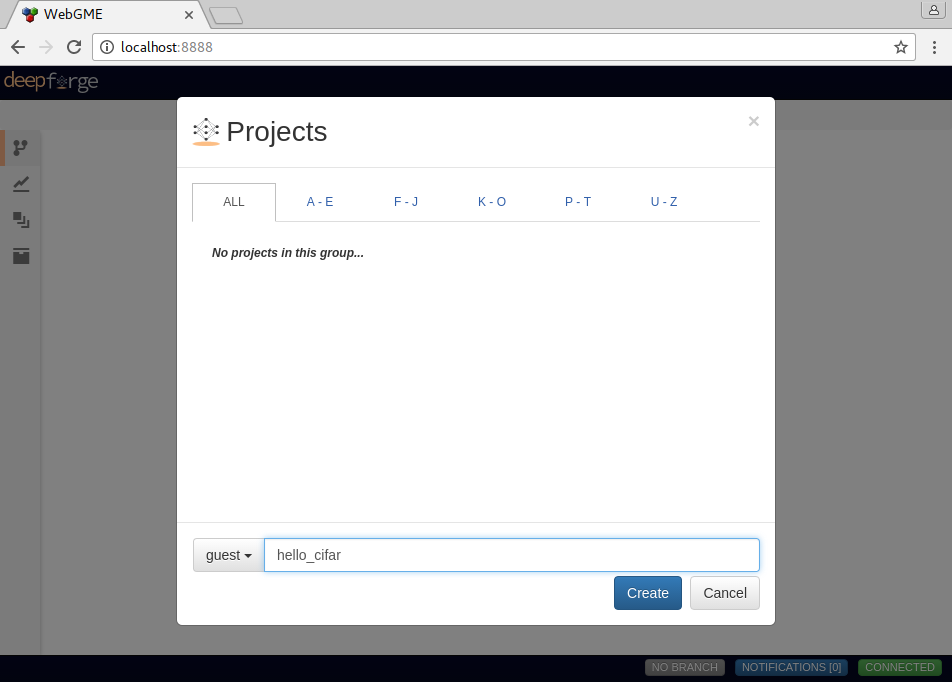 WebGME
localhost:8888
deepforge
Projects
ALL
A - E
F - J
K - O
P - T
U - Z
No projects in this group...
guest
hello_cifar
Create
Cancel
NO BRANCH
NOTIFICATIONS [0]
CONNECTED